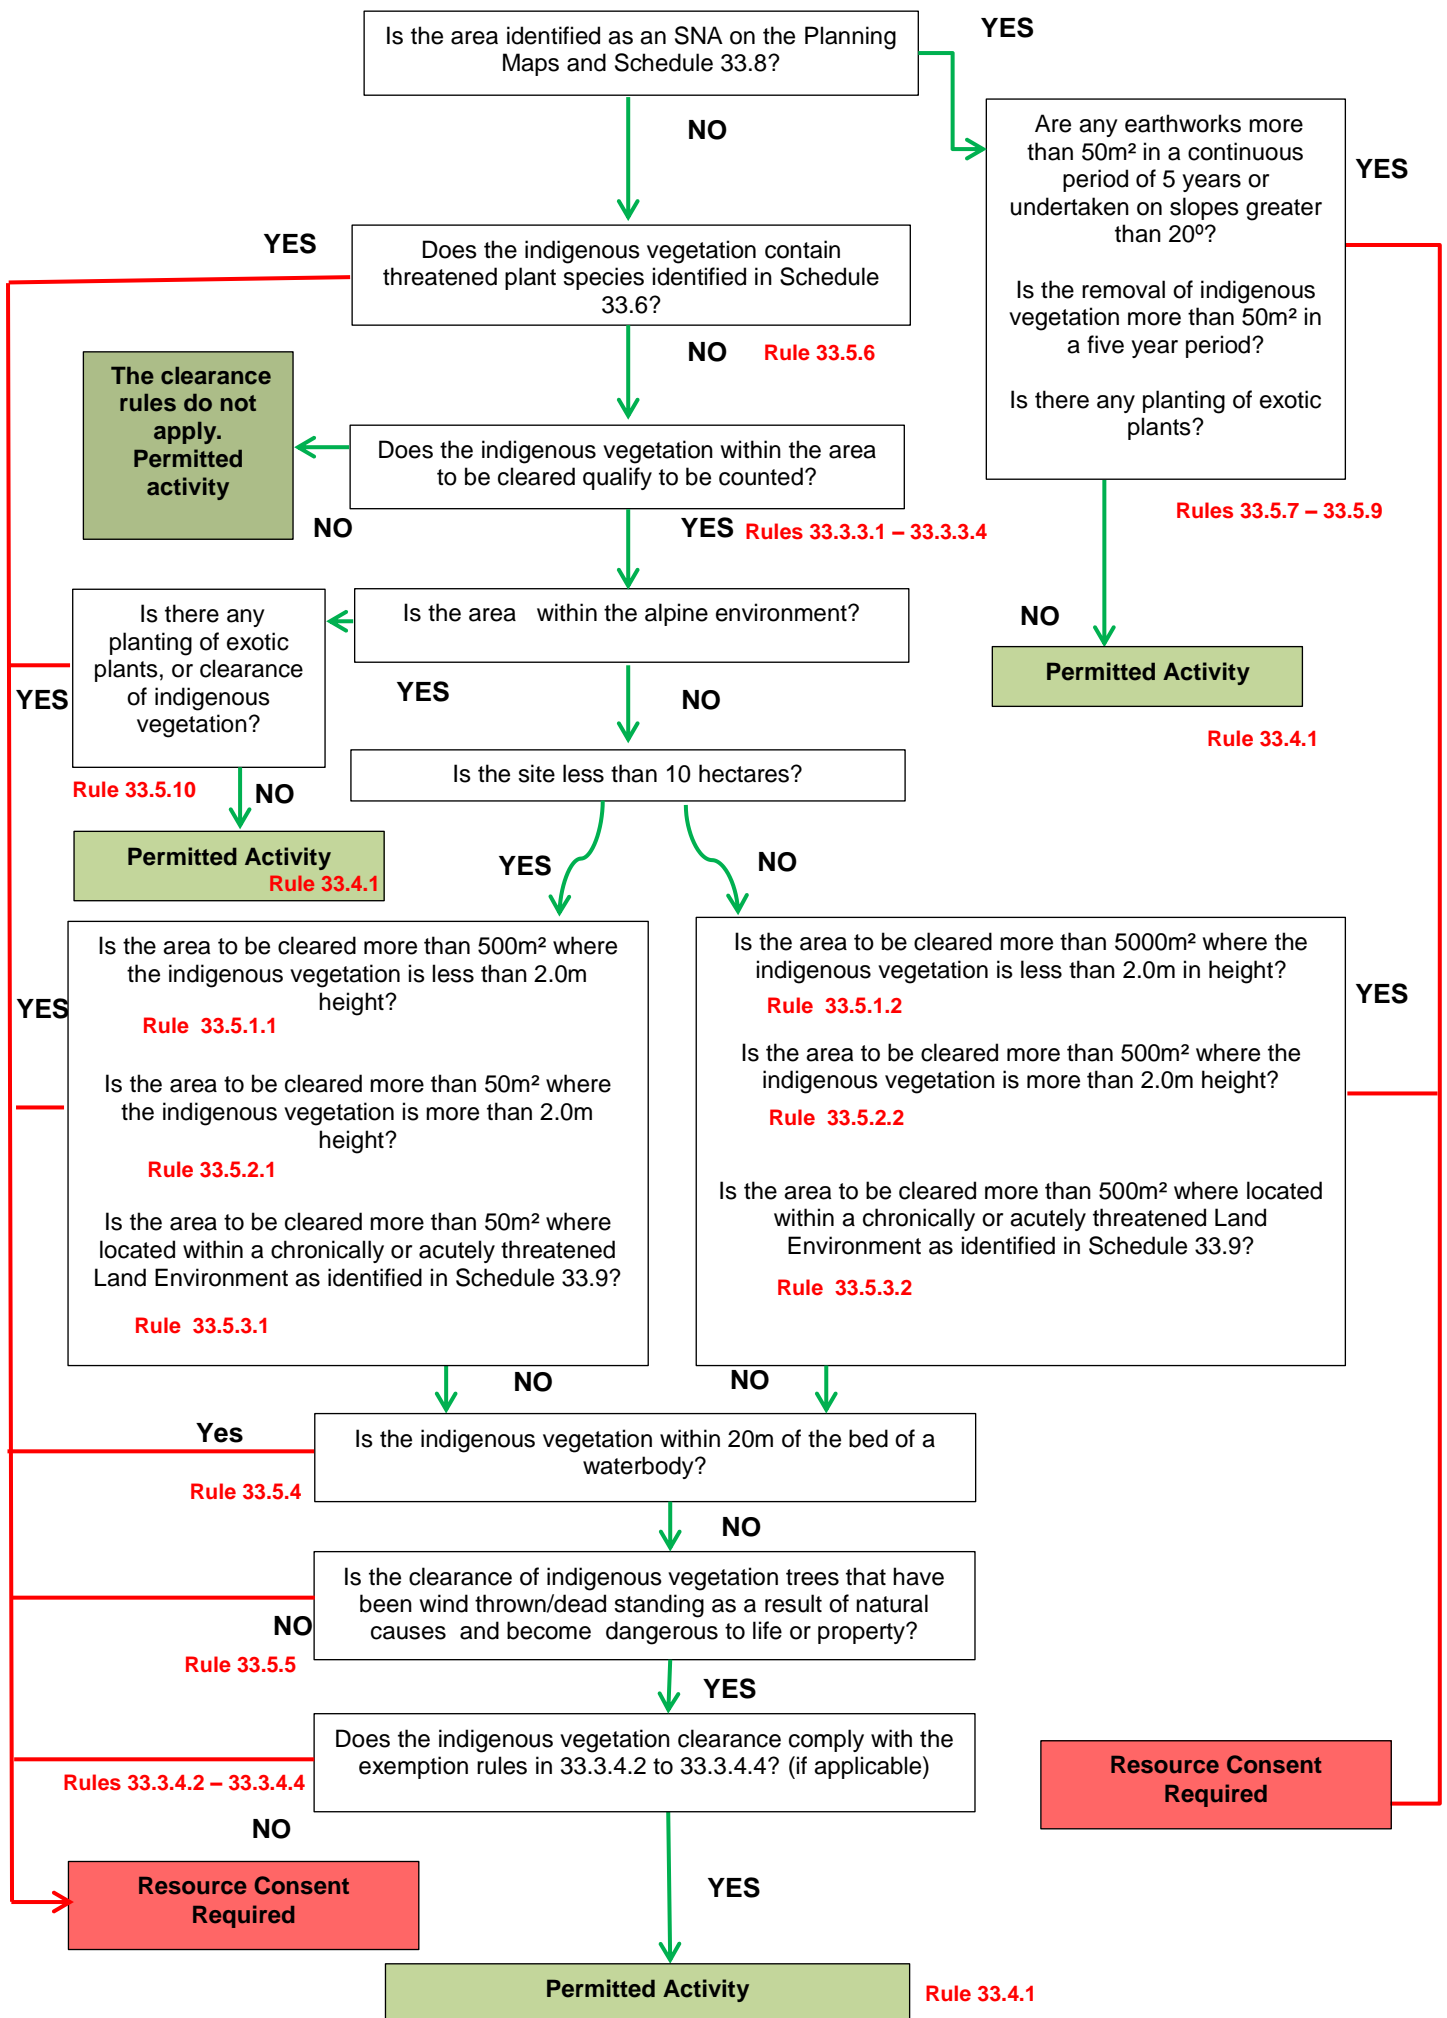 Is the area identified as an SNA on the Planning
Maps and Schedule 33.8?
YES
NO
Are any earthworks more
than 50m² in a continuous
period of 5 years or
undertaken on slopes greater
than 20º?
Is the removal of indigenous
vegetation more than 50m² in
a five year period?
Is there any planting of exotic
plants?
YES
Rules 33.5.7 – 33.5.9
NO
Permitted Activity
Rule 33.4.1
YES
Does the indigenous vegetation contain
threatened plant species identified in Schedule
33.6?
NO
Rule 33.5.6
The clearance
rules do not
apply.
Permitted
activity
Does the indigenous vegetation within the area
to be cleared qualify to be counted?
NO
YES
Rules 33.3.3.1 – 33.3.3.4
Is the area within the alpine environment?
Is there any
planting of exotic
plants, or clearance
of indigenous
vegetation?
YES
YES
NO
Rule 33.5.10
NO
Is the site less than 10 hectares?
Permitted Activity
Rule 33.4.1
YES
NO
Is the area to be cleared more than 500m² where
the indigenous vegetation is less than 2.0m
height?
Rule 33.5.1.1
YES
Is the area to be cleared more than 50m² where
the indigenous vegetation is more than 2.0m
height?
Rule 33.5.2.1
Is the area to be cleared more than 50m² where
located within a chronically or acutely threatened
Land Environment as identified in Schedule 33.9?
Rule 33.5.3.1
Is the area to be cleared more than 5000m² where the
indigenous vegetation is less than 2.0m in height?
Rule 33.5.1.2
YES
Is the area to be cleared more than 500m² where the
indigenous vegetation is more than 2.0m height?
Rule 33.5.2.2
Is the area to be cleared more than 500m² where located
within a chronically or acutely threatened Land
Environment as identified in Schedule 33.9?
Rule 33.5.3.2
NO
NO
Yes
Is the indigenous vegetation within 20m of the bed of a
waterbody?
Rule 33.5.4
NO
Is the clearance of indigenous vegetation trees that have
been wind thrown/dead standing as a result of natural
causes and become dangerous to life or property?
NO
Rule 33.5.5
YES
Does the indigenous vegetation clearance comply with the
exemption rules in 33.3.4.2 to 33.3.4.4? (if applicable)
Rules 33.3.4.2 – 33.3.4.4
NO
Resource Consent
Required
Resource Consent
Required
YES
Permitted Activity
Rule 33.4.1